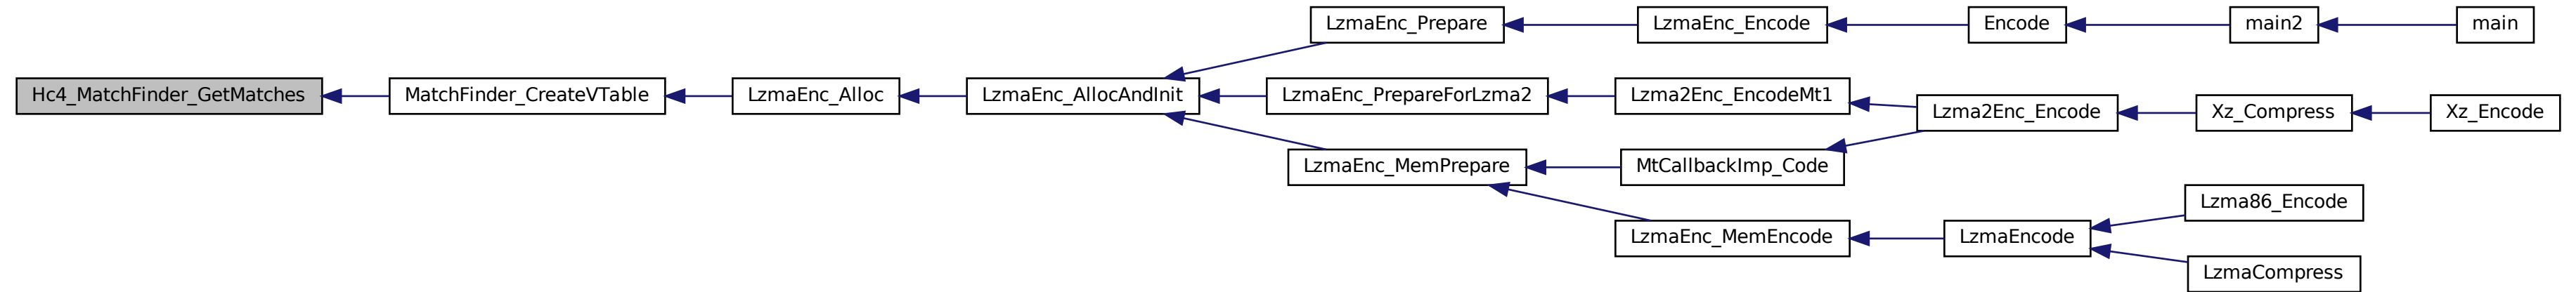 Hc4_MatchFinder_GetMatches
MatchFinder_CreateVTable
LzmaEnc_Alloc
LzmaEnc_AllocAndInit
LzmaEnc_Prepare
LzmaEnc_Encode
Encode
main2
main
LzmaEnc_PrepareForLzma2
Lzma2Enc_EncodeMt1
Lzma2Enc_Encode
Xz_Compress
Xz_Encode
LzmaEnc_MemPrepare
MtCallbackImp_Code
LzmaEnc_MemEncode
LzmaEncode
Lzma86_Encode
LzmaCompress